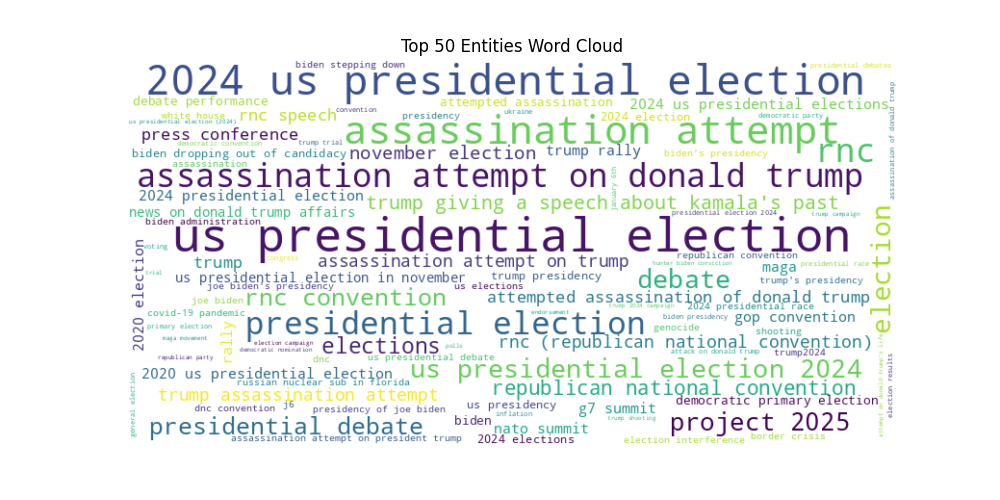 Top 50 Entities Word Cloud
biden stepping down
presidential debates
2024 us presidential election
debate performance
attempted assassination
2024 us presidential elections
white house
rnc speech
convention
presidency
ukraine
2024 election
democratic party
us presidential election (2024)
press conference
assassination attempt
rnc
democratic convention
trump trial
biden dropping out of candidacy
november election
trump rally
biden's presidency
assassination
assassination attempt on donald trump
january 6th
assassination of donald trump
2024 presidential election
trump giving a speech about kamala's past
news on donald trump affairs
presidential election 2024
trump campaign
biden administration
us presidential election
election
voting
2020 election
congress
trump
assassination attempt on trump
republican convention
hunter biden conviction
maga
presidential race
trial
us presidential election in november
trump presidency
debate
trump's presidency
joe biden's presidency
us elections
joe biden
rnc convention
attempted assassination of donald trump
trump 2024 campaign
2024 presidential race
covid-19 pandemic
endorsement
biden presidency
gop convention
primary election
presidential election
genocide
shooting
maga movement
rally
election campaign
elections
rnc (republican national convention)
democratic nomination
polls
attack on donald trump
trump2024
republican party
dnc
us presidential debate
2020 us presidential election
us presidential election 2024
attempt on donald trump's life
election results
general election
russian nuclear sub in florida
republican national convention
trump assassination attempt
democratic primary election
dnc convention
j6
presidency of joe biden
us presidency
g7 summit
inflation
trump shooting
project 2025
presidential debate
biden
nato summit
assassination attempt on president trump
2024 elections
election interference
border crisis